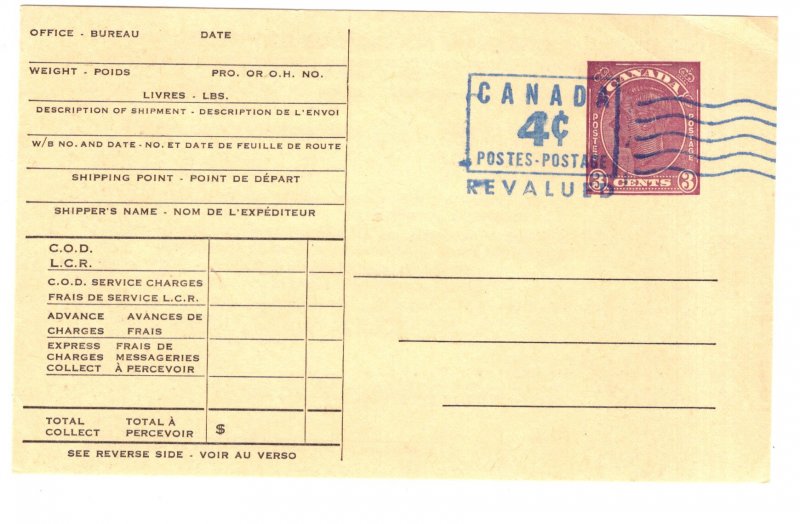 OFFICE - BUREAU DATE
WEIGHT - POIDS PRO. OR O.H. NO.
LIVRES - LBS.
DESCRIPTION OF SHIPMENT - DESCRIPTION DE L'ENVOI
W/B NO. AND DATE - NO. ET DATE DE FEUILLE DE ROUTE
SHIPPING POINT - POINT DE DÉPART
SHIPPER'S NAME - NOM DE L'EXPÉDITEUR
C.O.D.
L.C.R.
C.O.D. SERVICE CHARGES
FRAIS DE SERVICE L.C.R.
ADVANCE AVANCES DE
CHARGES FRAIS
EXPRESS FRAIS DE
CHARGES MESSAGERIES
COLLECT À PERCEVOIR
TOTAL TOTAL À
COLLECT PERCEVOIR $
SEE REVERSE SIDE - VOIR AU VERSO
CANADA
4¢
POSTES-POSTAGE
REVALUED
CANADA
POSTES POSTAGE
3 CENTS 3